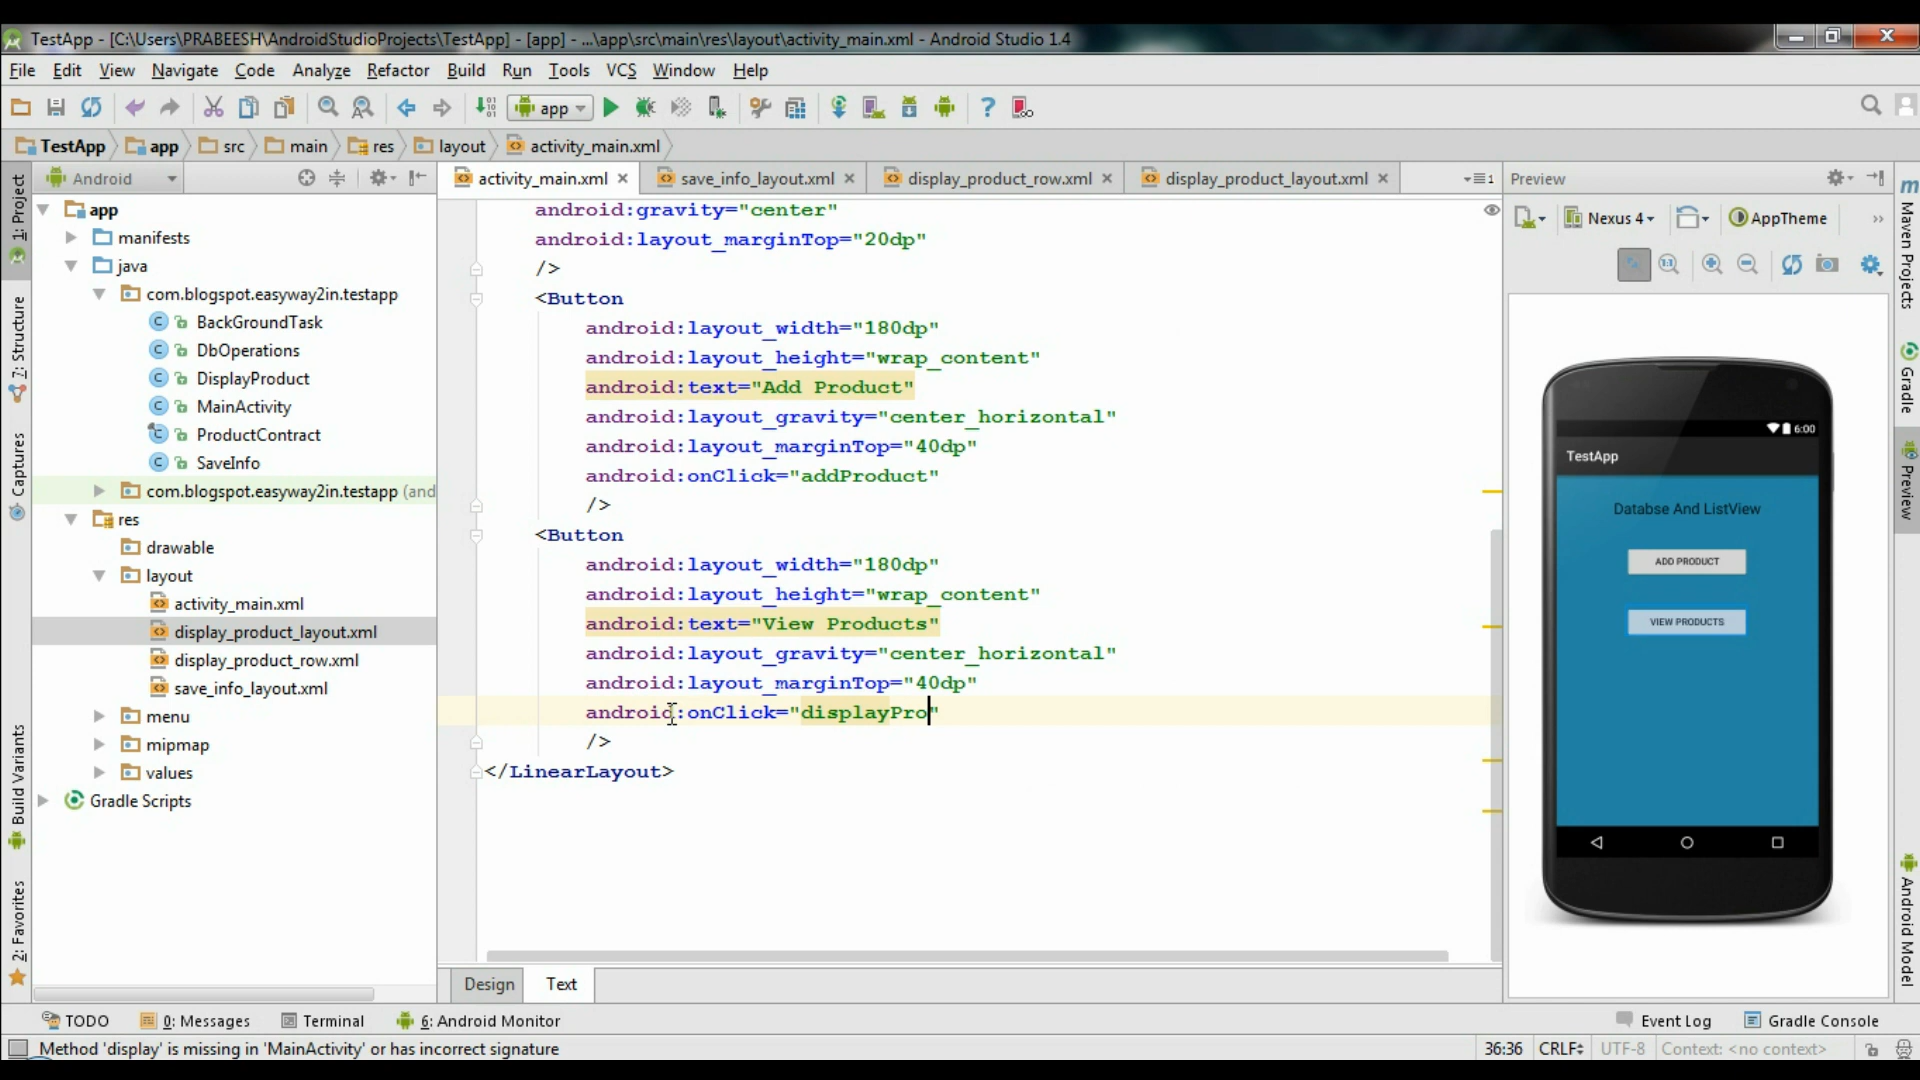 TestApp - [C:\Users\PRABEESH\AndroidStudioProjects\TestApp] - [app] - ...\app\src\main\res\layout\activity_main.xml - Android Studio 1.4
File Edit View Navigate Code Analyze Refactor Build Run Tools VCS Window Help
app
TestApp app src main res layout activity_main.xml
Android
activity_main.xml save_info_layout.xml display_product_row.xml display_product_layout.xml
Preview
1: Project
7: Structure
Captures
Build Variants
2: Favorites
app
manifests
java
com.blogspot.easyway2in.testapp
BackGroundTask
DbOperations
DisplayProduct
MainActivity
ProductContract
SaveInfo
com.blogspot.easyway2in.testapp (and
res
drawable
layout
activity_main.xml
display_product_layout.xml
display_product_row.xml
save_info_layout.xml
menu
mipmap
values
Gradle Scripts
android:gravity="center"
android:layout_marginTop="20dp"
/>
<Button
android:layout_width="180dp"
android:layout_height="wrap_content"
android:text="Add Product"
android:layout_gravity="center_horizontal"
android:layout_marginTop="40dp"
android:onClick="addProduct"
/>
<Button
android:layout_width="180dp"
android:layout_height="wrap_content"
android:text="View Products"
android:layout_gravity="center_horizontal"
android:layout_marginTop="40dp"
android:onClick="displayPro"
/>
</LinearLayout>
Design Text
Nexus 4 AppTheme
6:00
TestApp
Databse And ListView
ADD PRODUCT
VIEW PRODUCTS
Maven Projects
Gradle
Preview
Android Model
TODO 0: Messages Terminal 6: Android Monitor Event Log Gradle Console
Method 'display' is missing in 'MainActivity' or has incorrect signature
36:36 CRLF UTF-8 Context: <no context>